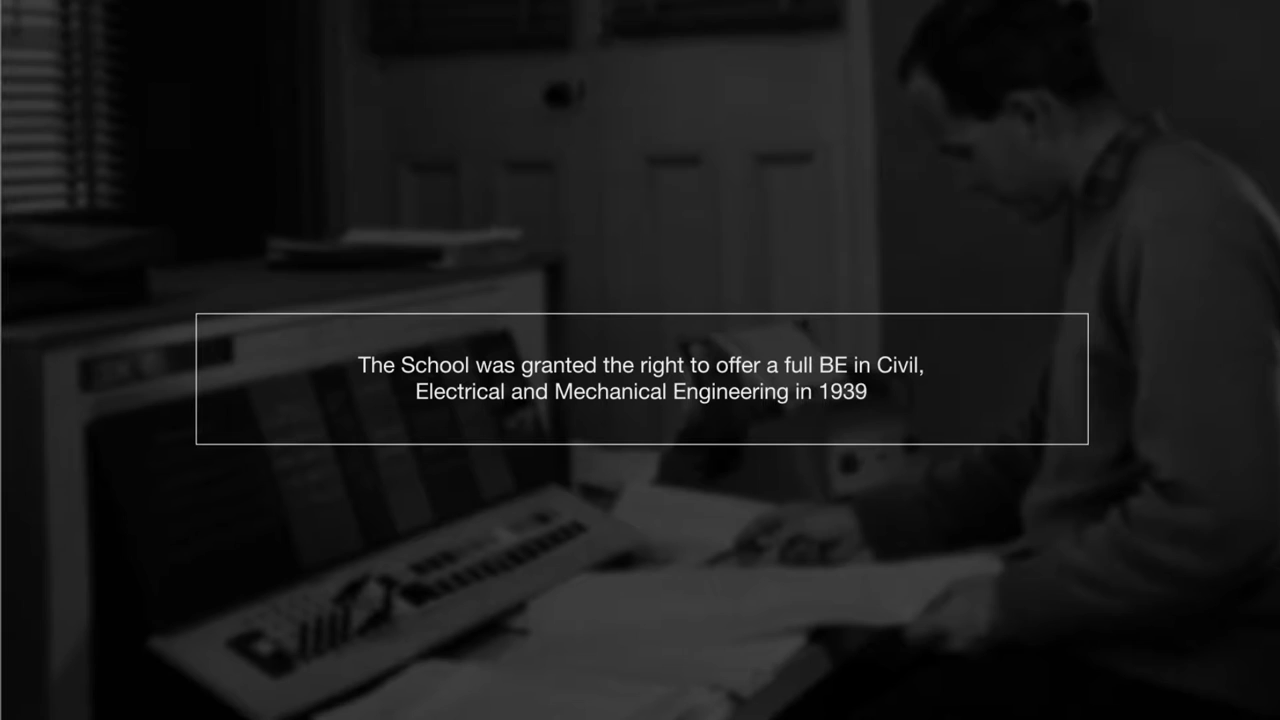 The School was granted the right to offer a full BE in Civil,
Electrical and Mechanical Engineering in 1939